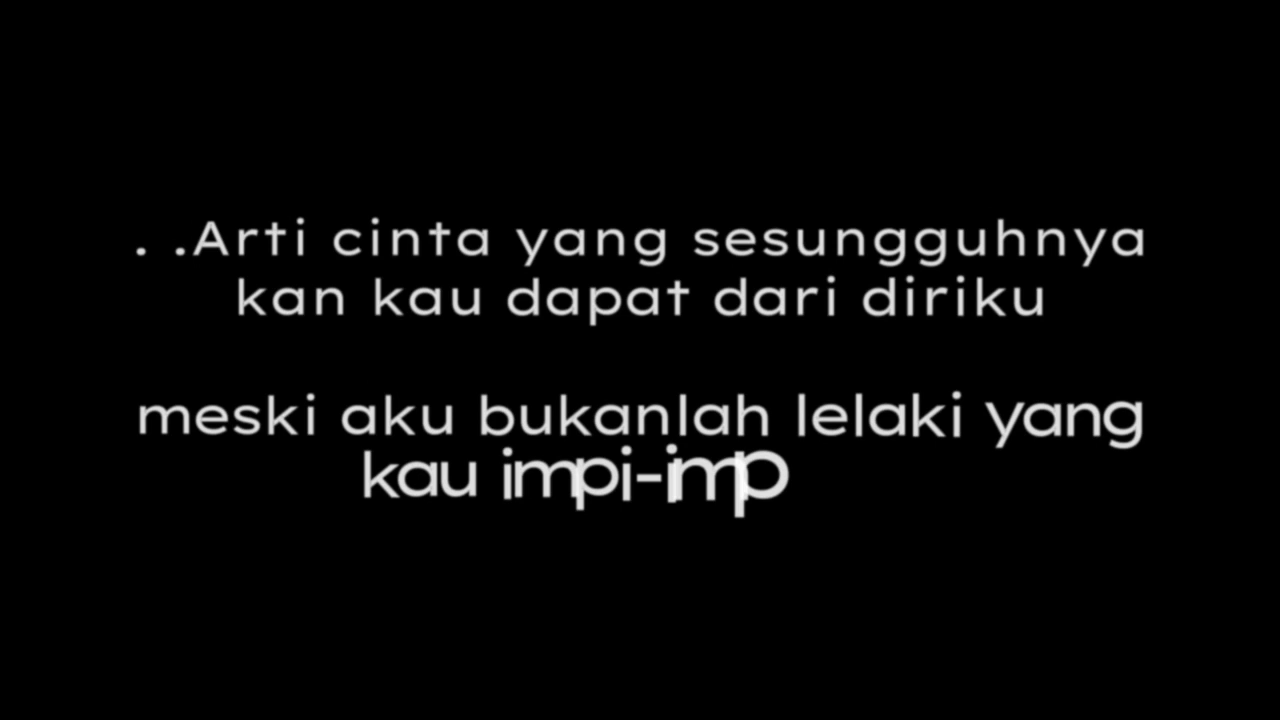 . .Arti cinta yang sesungguhnya
kan kau dapat dari diriku
meski aku bukanlah lelaki yang
kau impi-imp